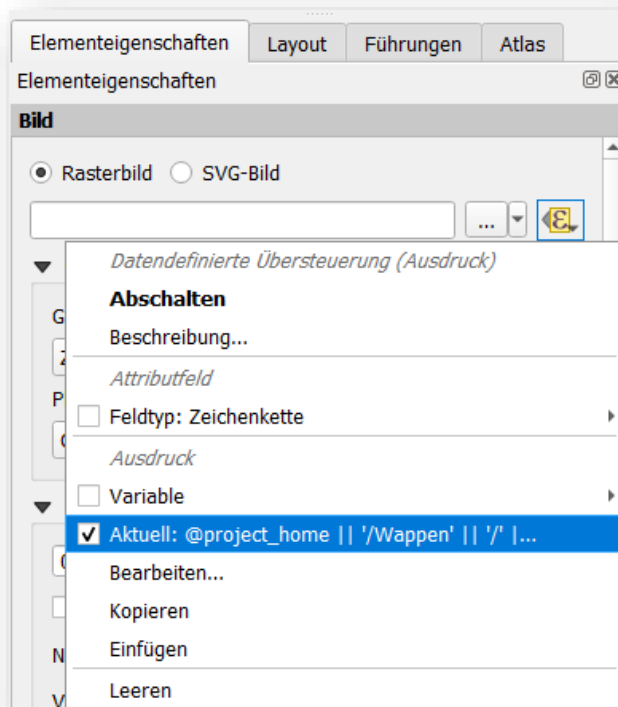 Elementeigenschaften Layout Führungen Atlas
Elementeigenschaften
Bild
Rasterbild SVG-Bild
...
Datendefinierte Übersteuerung (Ausdruck)
Abschalten
Beschreibung...
G
Attributfeld
P
Feldtyp: Zeichenkette
Ausdruck
Variable
Aktuell: @project_home || '/Wappen' || '/' |...
Bearbeiten...
Kopieren
Einfügen
N
Leeren
V